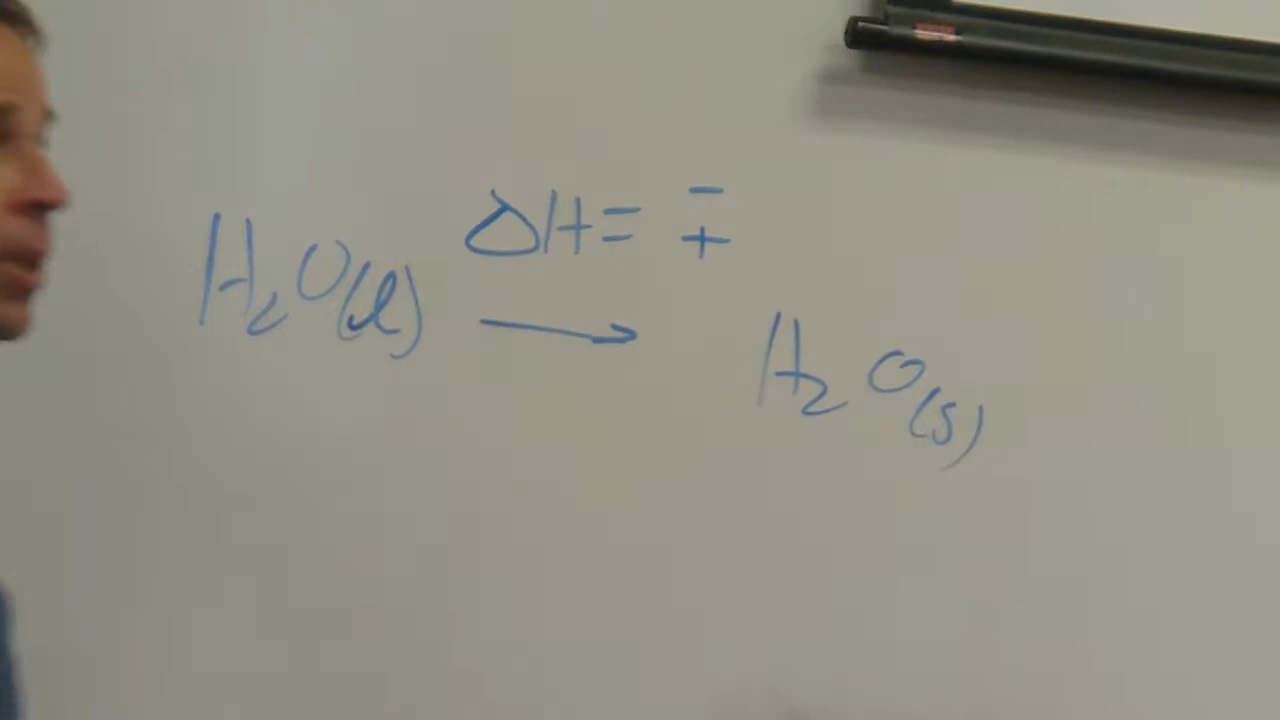 ΔH = -
+
H₂O(l) → H₂O(s)